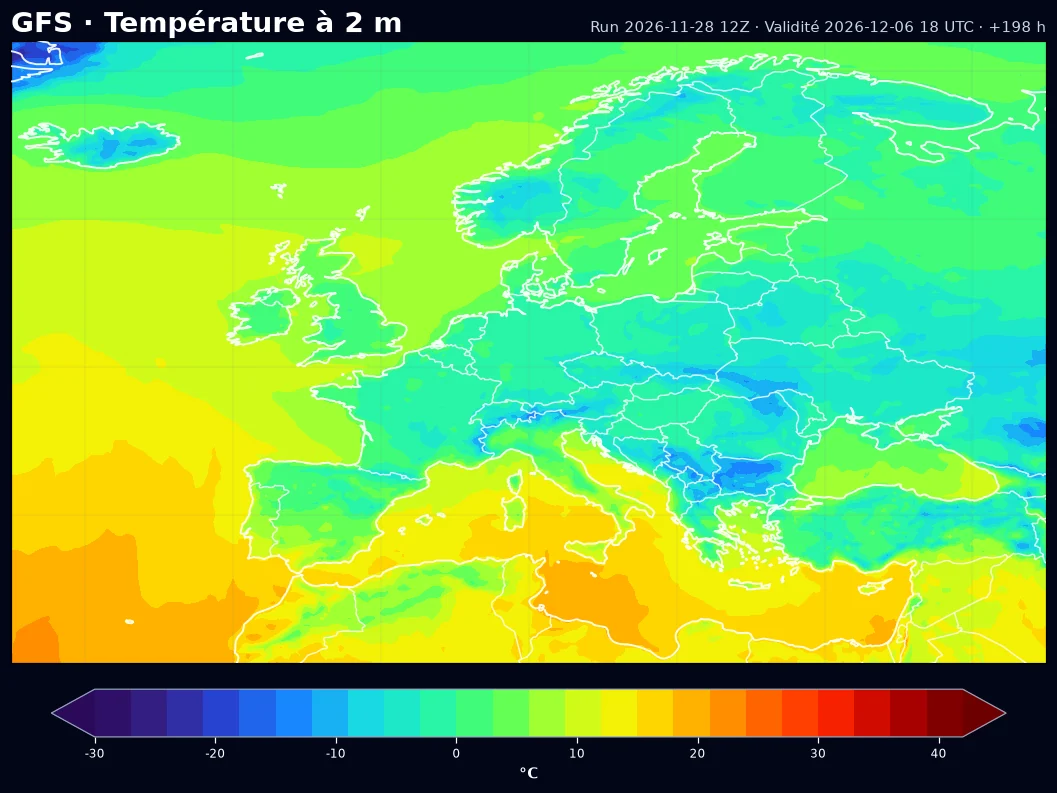 GFS · Température à 2 m
Run 2026-11-28 12Z · Validité 2026-12-06 18 UTC · +198 h
-30 -20 -10 0 10 20 30 40
°C